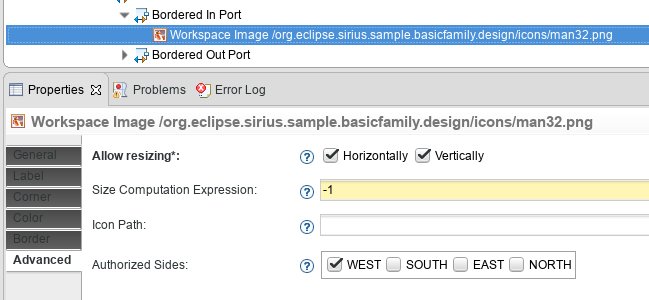 Bordered In Port
Workspace Image /org.eclipse.sirius.sample.basicfamily.design/icons/man32.png
Bordered Out Port
Properties Problems Error Log
Workspace Image /org.eclipse.sirius.sample.basicfamily.design/icons/man32.png
General
Allow resizing*: Horizontally Vertically
Label
Size Computation Expression: -1
Corner
Color
Icon Path:
Border
Advanced
Authorized Sides: WEST SOUTH EAST NORTH